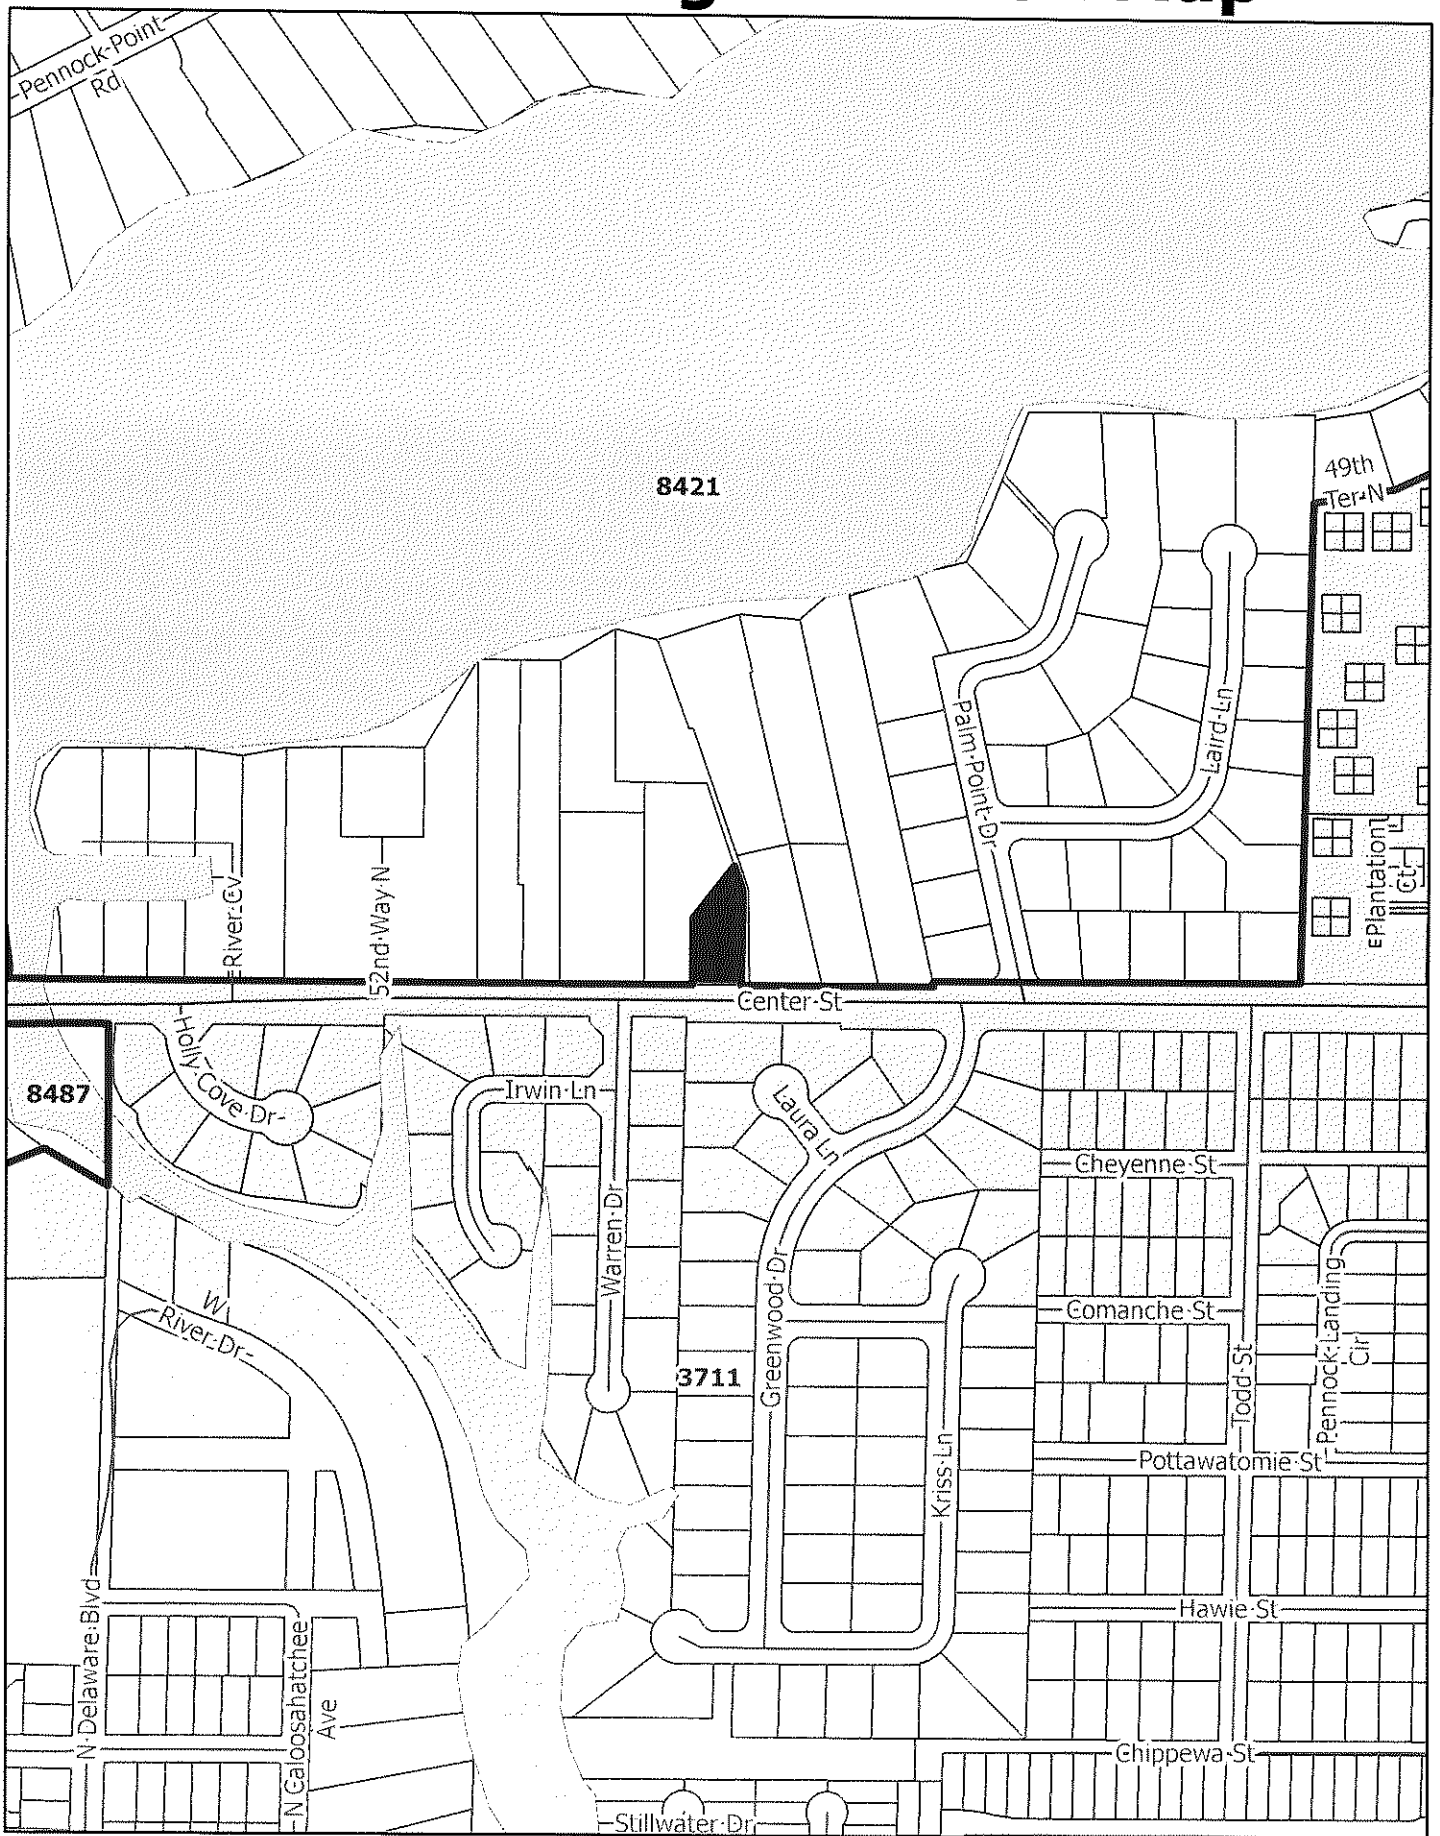 Pennock-Point
Rd
8421
49th
Ter-N
Palm-Point-Dr
Laird-Ln
River-Cv
52nd-Way-N
Plantation
Ct
Center-St
Holly-Cove-Dr
8487
Irwin-Ln
Laura-Ln
Cheyenne-St
Warren-Dr
W
River-Dr
Greenwood-Dr
Comanche-St
Pennock-Landing
Cir
Todd-St
3711
Kriss-Ln
Pottawatomie-St
N-Delaware-Blvd
N-Caloosahatchee
Ave
Hawie-St
Chippewa-St
Stillwater-Dr